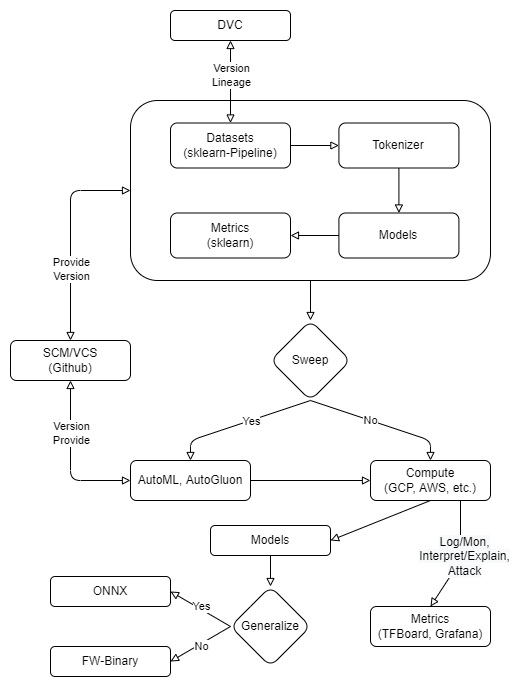 DVC
Version
Lineage
Datasets
(sklearn-Pipeline)
Tokenizer
Metrics
(sklearn)
Models
Provide
Version
SCM/VCS
(Github)
Sweep
Version
Provide
Yes
No
AutoML, AutoGluon
Compute
(GCP, AWS, etc.)
Models
Log/Mon,
Interpret/Explain,
Attack
ONNX
Yes
Generalize
Metrics
(TFBoard, Grafana)
No
FW-Binary